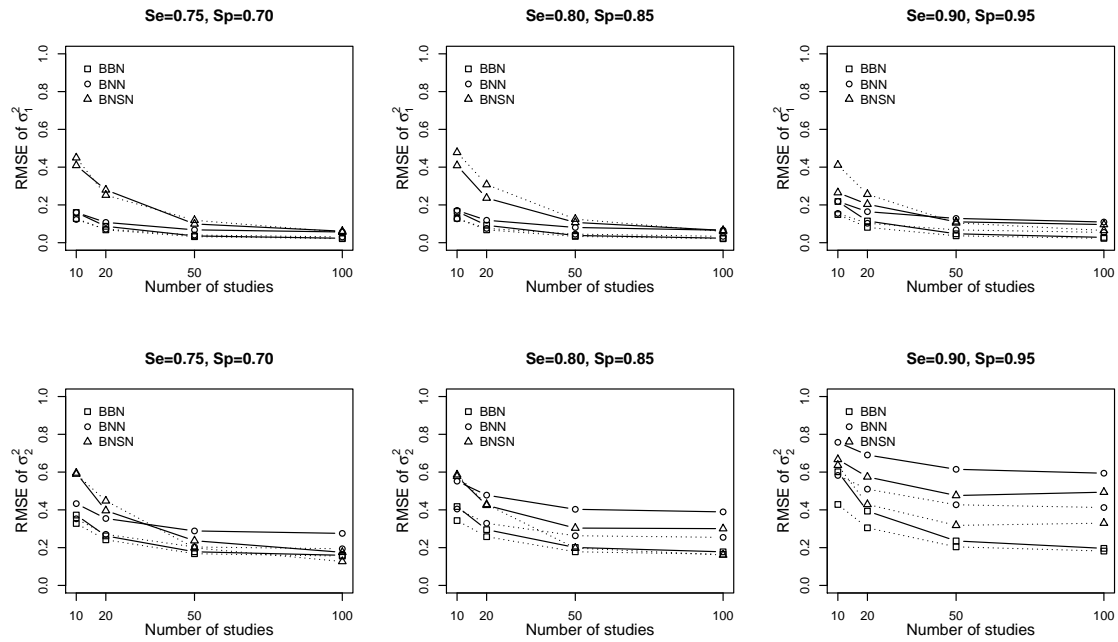 Se=0.75, Sp=0.70
RMSE of σ₁²
1.0
0.8
0.6
0.4
0.2
0.0
BBN
BNN
BNSN
10 20 50 100
Number of studies
Se=0.80, Sp=0.85
RMSE of σ₁²
1.0
0.8
0.6
0.4
0.2
0.0
BBN
BNN
BNSN
10 20 50 100
Number of studies
Se=0.90, Sp=0.95
RMSE of σ₁²
1.0
0.8
0.6
0.4
0.2
0.0
BBN
BNN
BNSN
10 20 50 100
Number of studies
Se=0.75, Sp=0.70
RMSE of σ₂²
1.0
0.8
0.6
0.4
0.2
0.0
BBN
BNN
BNSN
10 20 50 100
Number of studies
Se=0.80, Sp=0.85
RMSE of σ₂²
1.0
0.8
0.6
0.4
0.2
0.0
BBN
BNN
BNSN
10 20 50 100
Number of studies
Se=0.90, Sp=0.95
RMSE of σ₂²
1.0
0.8
0.6
0.4
0.2
0.0
BBN
BNN
BNSN
10 20 50 100
Number of studies